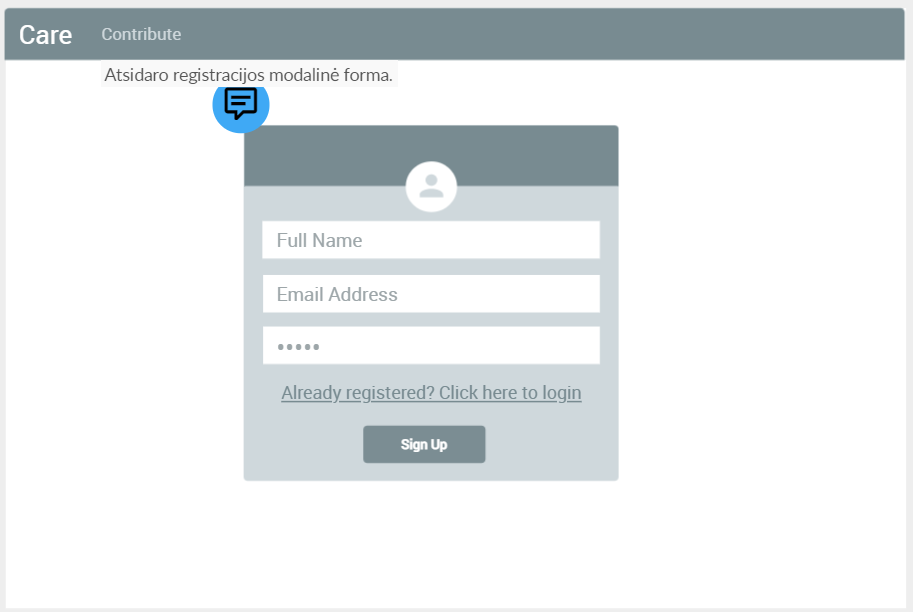 Care
Contribute
Atsidaro registracijos modalinė forma.
Full Name
Email Address
•••••
Already registered? Click here to login
Sign Up